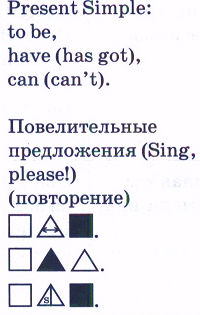 Present Simple:
to be,
have (has got),
can (can't).
Повелительные
предложения (Sing,
please!)
(повторение)
.
.
s .